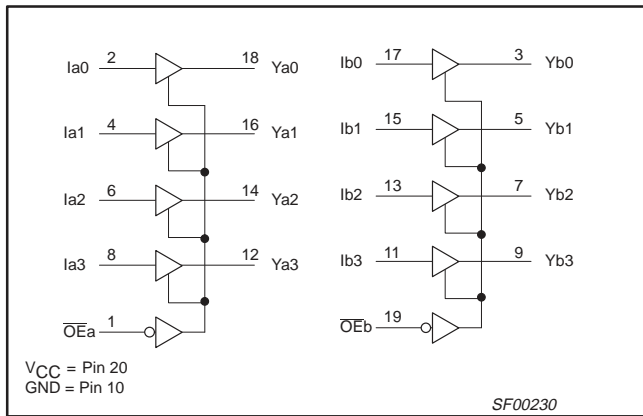 Ia0 2 18 Ya0
Ia1 4 16 Ya1
Ia2 6 14 Ya2
Ia3 8 12 Ya3
OEa 1
Ib0 17 3 Yb0
Ib1 15 5 Yb1
Ib2 13 7 Yb2
Ib3 11 9 Yb3
OEb 19
VCC = Pin 20
GND = Pin 10
SF00230